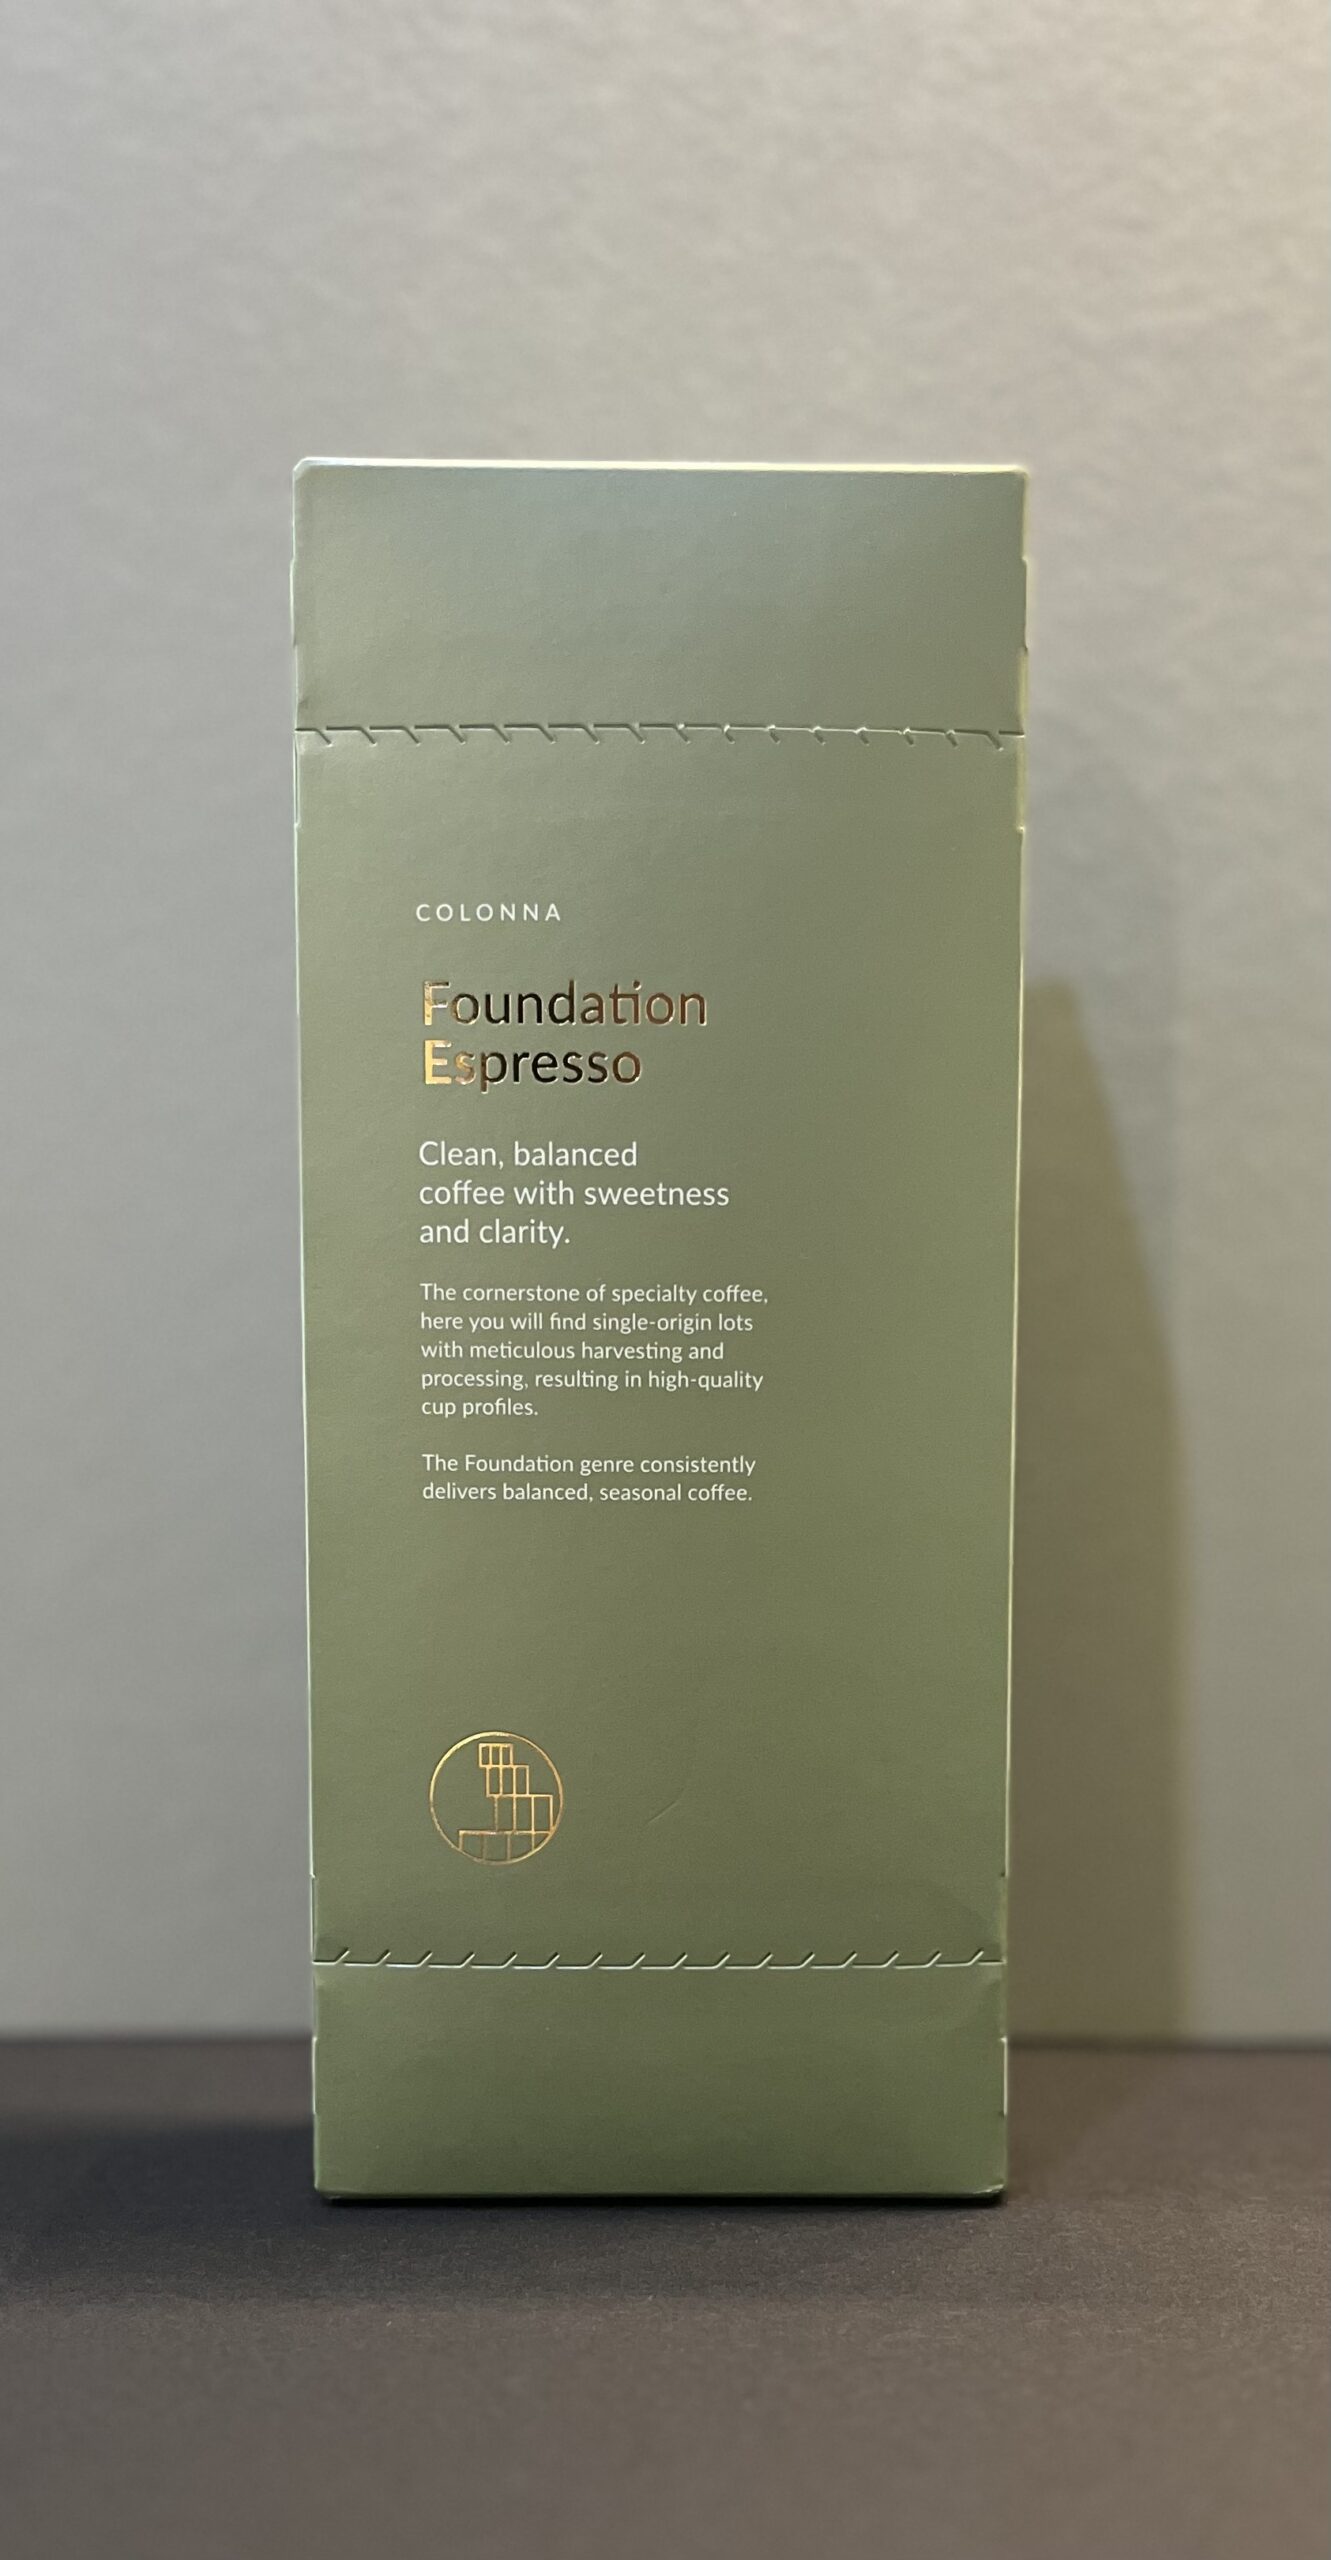 COLONNA
Foundation
Espresso
Clean, balanced
coffee with sweetness
and clarity.
The cornerstone of specialty coffee,
here you will find single-origin lots
with meticulous harvesting and
processing, resulting in high-quality
cup profiles.
The Foundation genre consistently
delivers balanced, seasonal coffee.